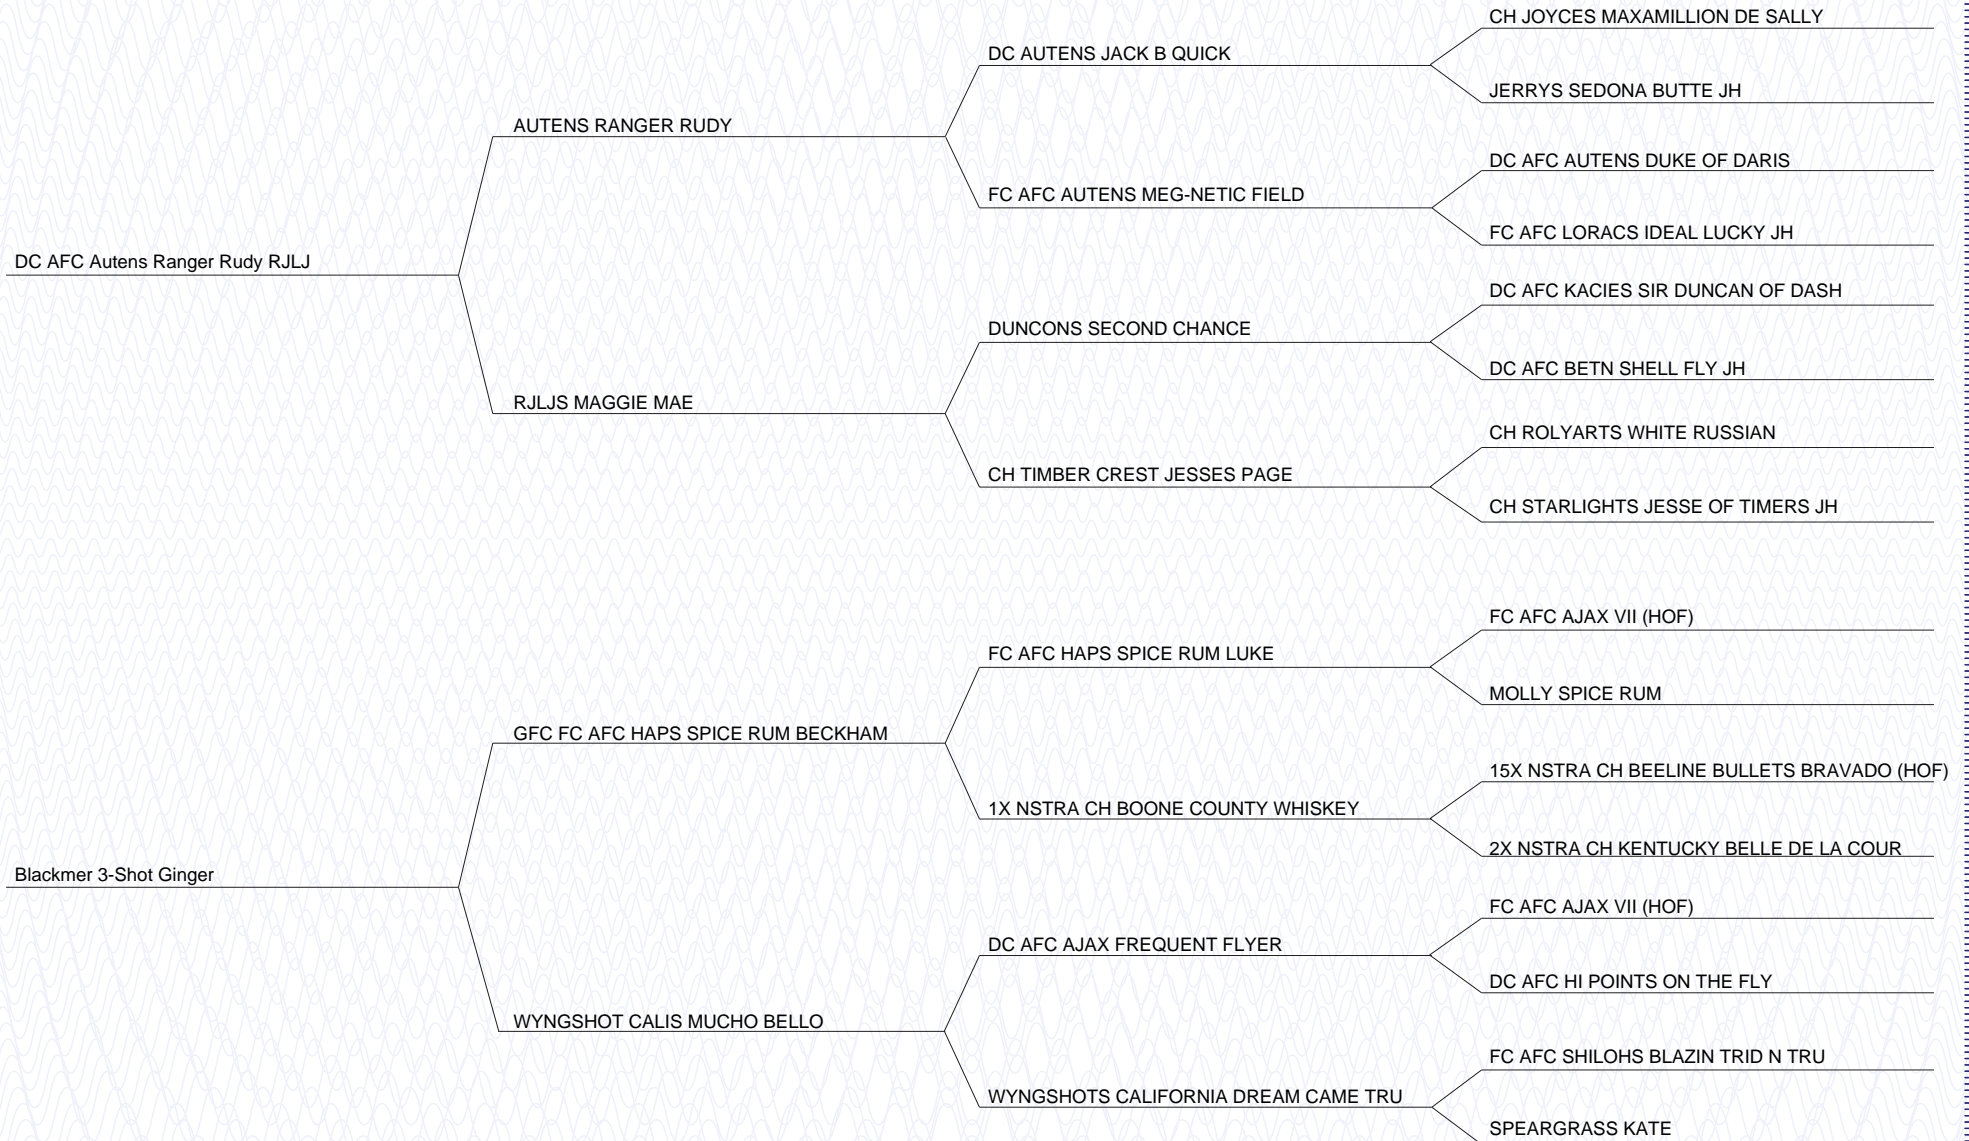 CH JOYCES MAXAMILLION DE SALLY
DC AUTENS JACK B QUICK
JERRYS SEDONA BUTTE JH
AUTENS RANGER RUDY
DC AFC AUTENS DUKE OF DARIS
FC AFC AUTENS MEG-NETIC FIELD
FC AFC LORACS IDEAL LUCKY JH
DC AFC Autens Ranger Rudy RJLJ
DC AFC KACIES SIR DUNCAN OF DASH
DUNCONS SECOND CHANCE
DC AFC BETN SHELL FLY JH
RJLJS MAGGIE MAE
CH ROLYARTS WHITE RUSSIAN
CH TIMBER CREST JESSES PAGE
CH STARLIGHTS JESSE OF TIMERS JH
FC AFC AJAX VII (HOF)
FC AFC HAPS SPICE RUM LUKE
MOLLY SPICE RUM
GFC FC AFC HAPS SPICE RUM BECKHAM
15X NSTRA CH BEELINE BULLETS BRAVADO (HOF)
1X NSTRA CH BOONE COUNTY WHISKEY
2X NSTRA CH KENTUCKY BELLE DE LA COUR
Blackmer 3-Shot Ginger
FC AFC AJAX VII (HOF)
DC AFC AJAX FREQUENT FLYER
DC AFC HI POINTS ON THE FLY
WYNGSHOT CALIS MUCHO BELLO
FC AFC SHILOHS BLAZIN TRID N TRU
WYNGSHOTS CALIFORNIA DREAM CAME TRU
SPEARGRASS KATE